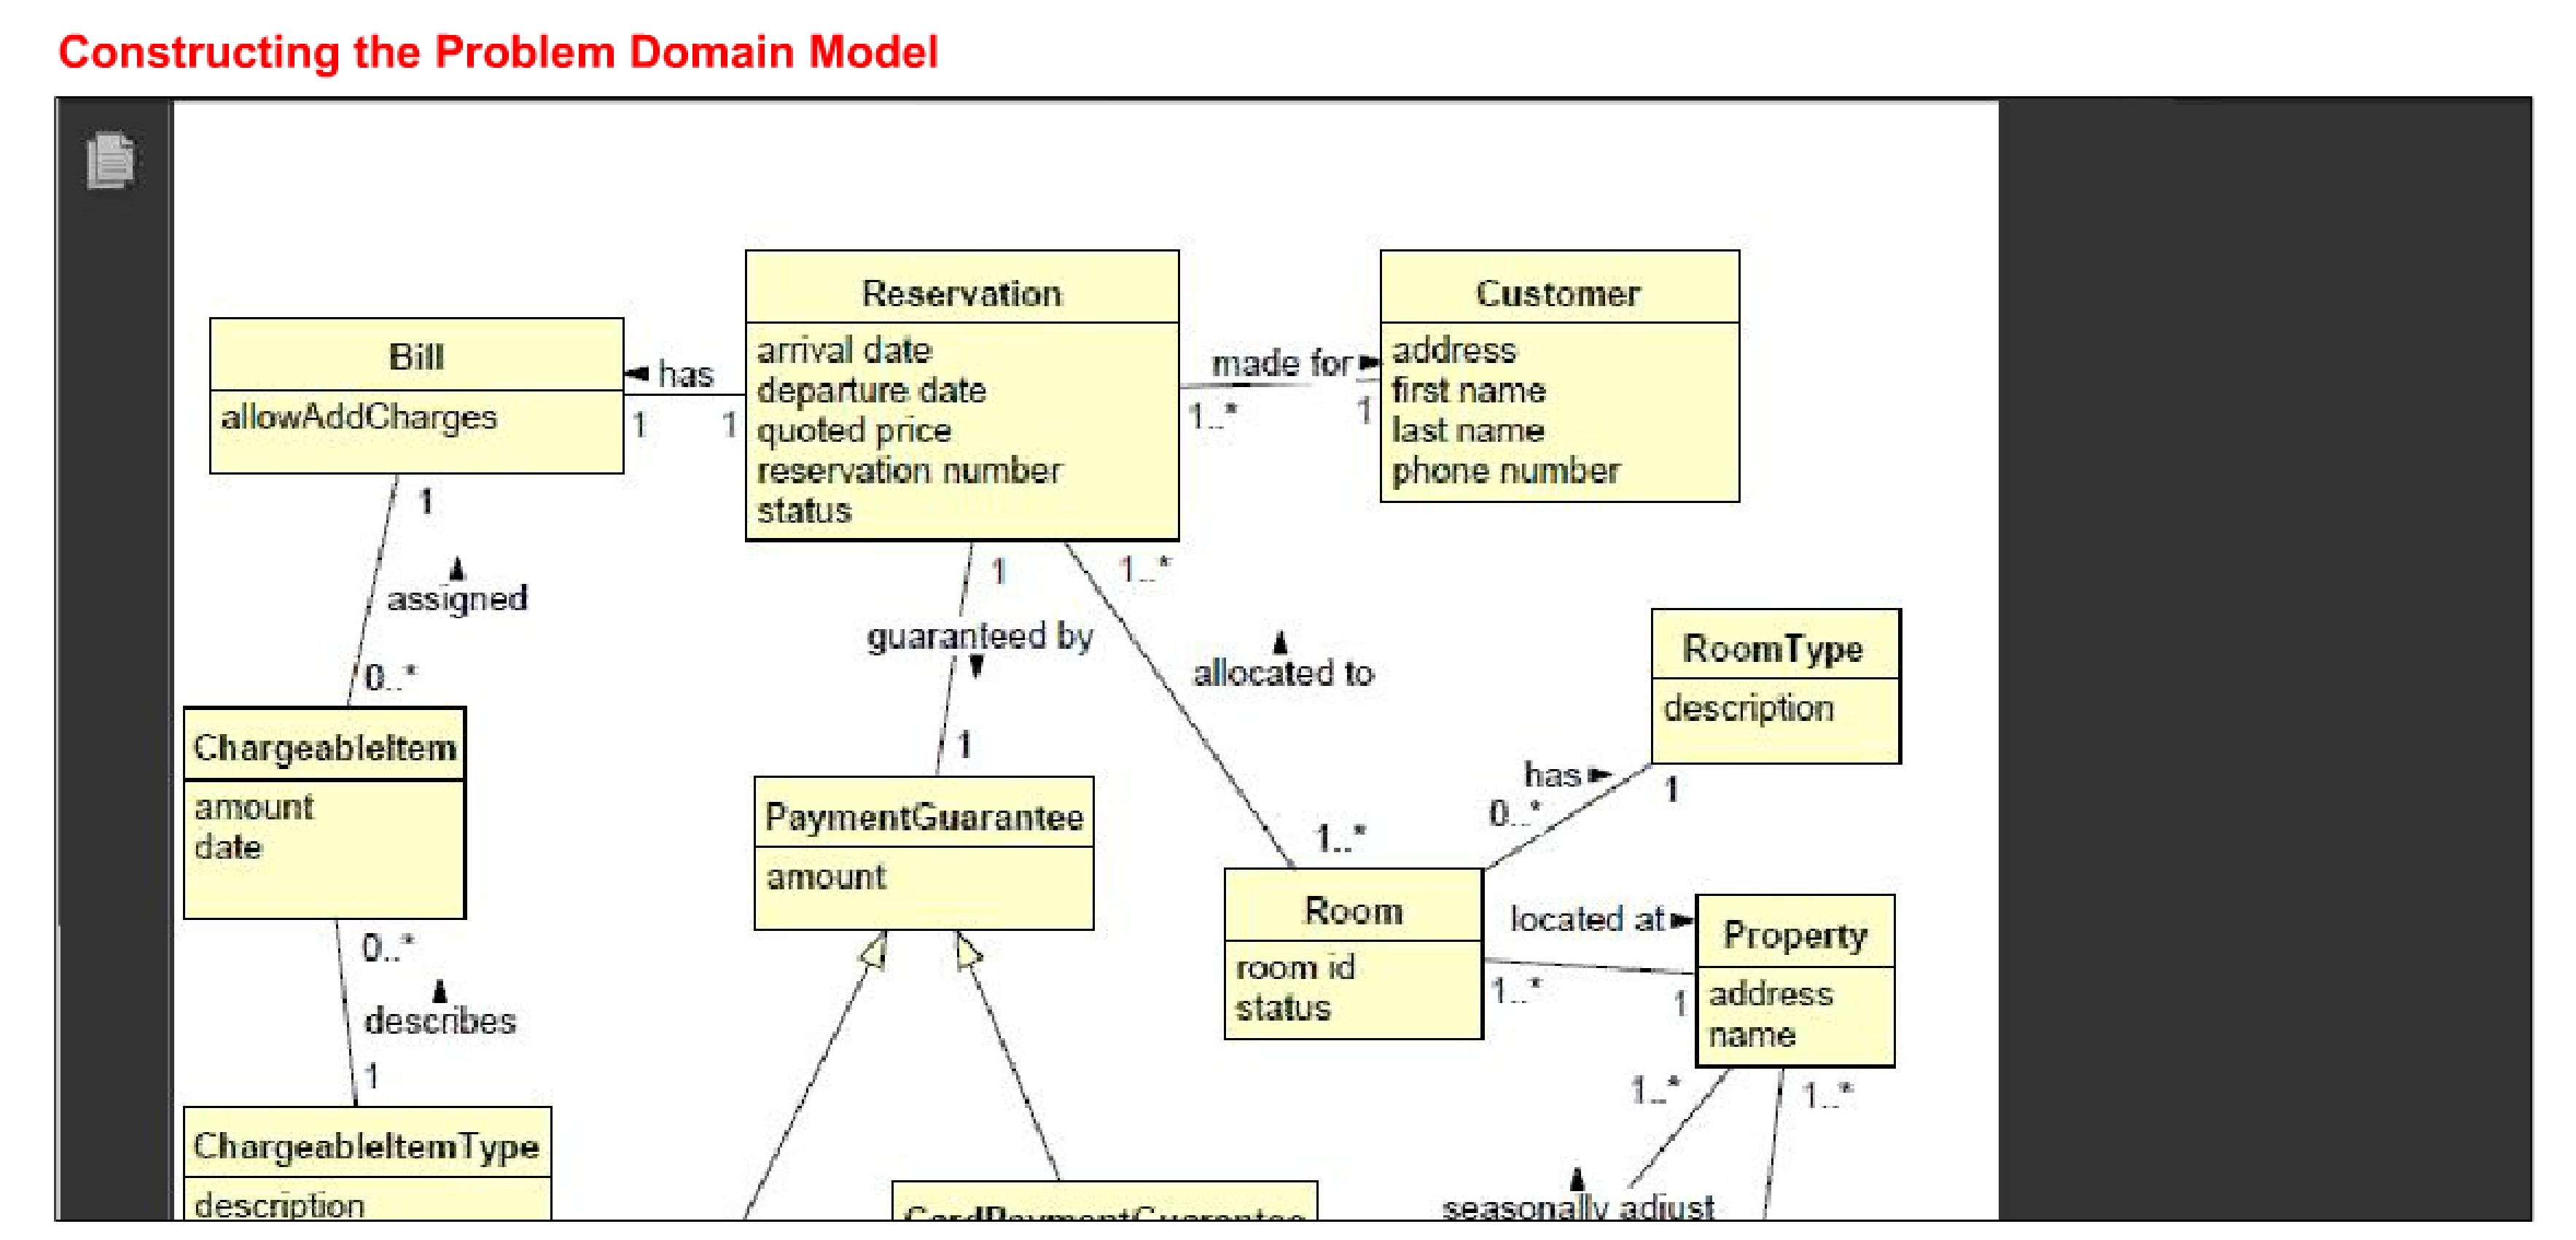 Constructing the Problem Domain Model
Reservation
arrival date
departure date
quoted price
reservation number
status
Customer
address
first name
last name
phone number
Bill
allowAddCharges
◄ has
1
1
made for ►
1..*
1
1
▲
assigned
0..*
1
guaranteed by
▼
1
1..*
▲
allocated to
1..*
RoomType
description
has ►
0..*
1
ChargeableItem
amount
date
PaymentGuarantee
amount
Room
room id
status
located at ►
1..*
1
Property
address
name
0..*
▲
describes
1
1..*
1..*
ChargeableItemType
description
CardPaymentGuarantee
▲
seasonally adjust